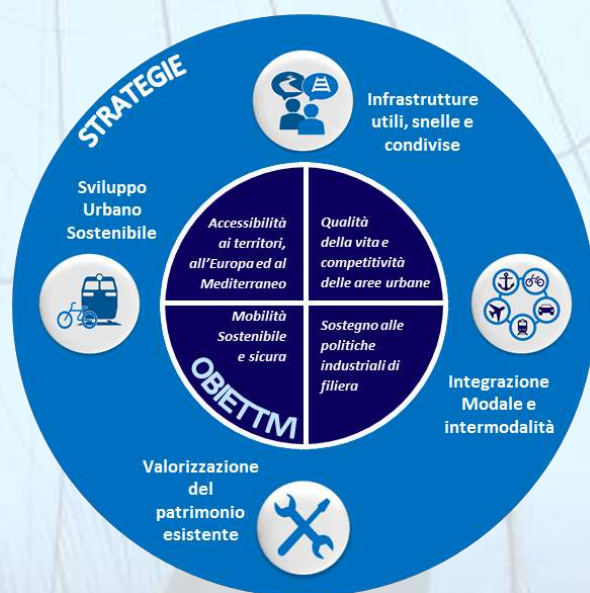 STRATEGIE
Infrastrutture
utili, snelle e
condivise
Sviluppo
Urbano
Sostenibile
Accessibilità
ai territori,
all'Europa ed al
Mediterraneo
Qualità
della vita e
competitività
delle aree urbane
Mobilità
Sostenibile
e sicura
Sostegno alle
politiche
industriali di
filiera
OBIETTM
Integrazione
Modale e
intermodalità
Valorizzazione
del
patrimonio
esistente